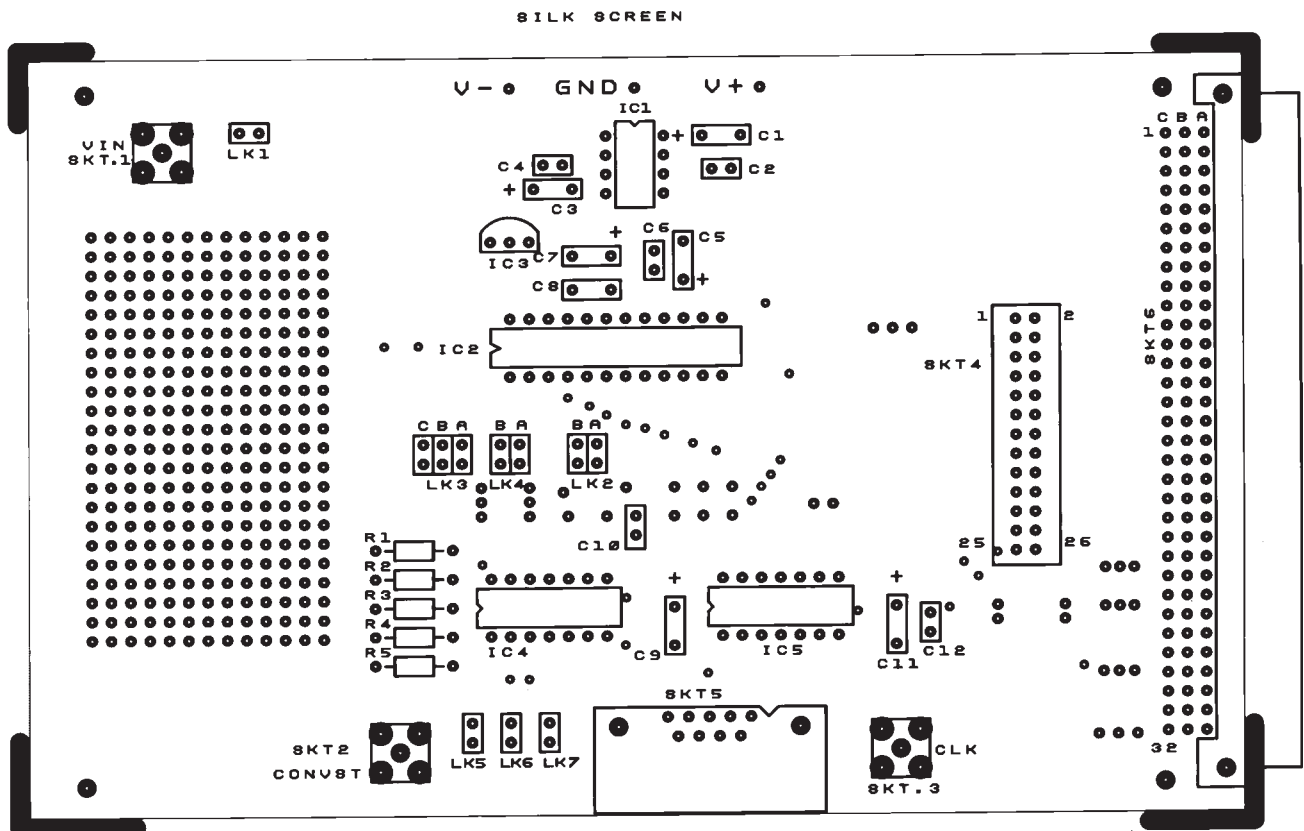 SILK SCREEN
V- GND V+
IC1
C B A
1
VIN
SKT.1
LK1
+ C1
C4
C2
+
C3
+
C6
C5
IC3
C7
+
C8
1 2
SKT6
IC2
SKT4
C B A
B A
B A
LK3
LK4
LK2
R1
C10
25 26
R2
+
+
R3
R4
IC4
C9
IC5
C11
C12
R5
SKT5
SKT2
CONVST
LK5
LK6
LK7
CLK
SKT.3
32